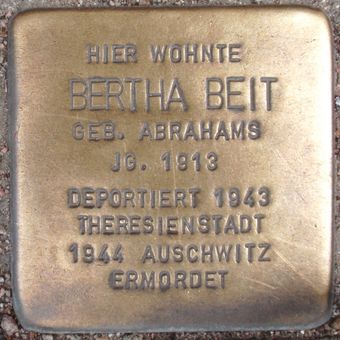 HIER WOHNTE
BERTHA BEIT
GEB. ABRAHAMS
JG. 1913
DEPORTIERT 1943
THERESIENSTADT
1944 AUSCHWITZ
ERMORDET